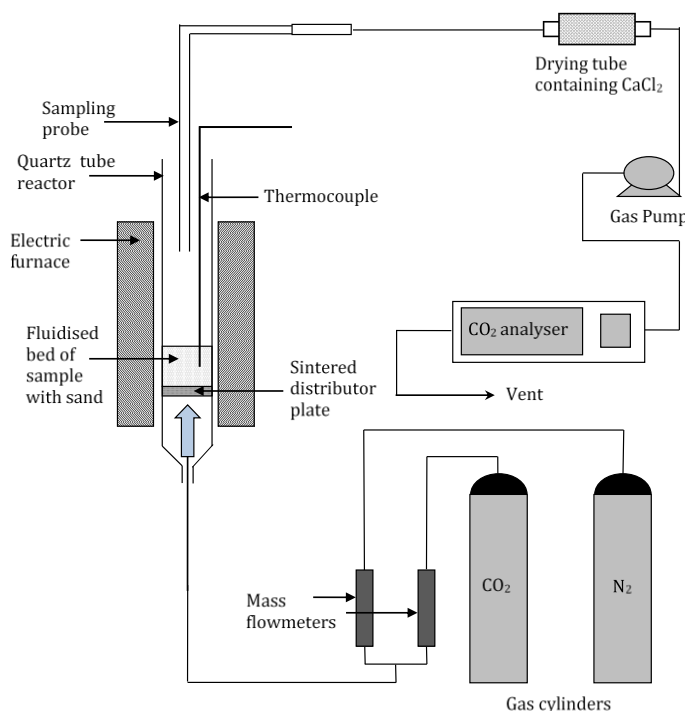 Drying tube
containing CaCl₂
Sampling
probe
Quartz tube
reactor
Thermocouple
Gas Pump
Electric
furnace
CO₂ analyser
Fluidised
bed of
sample
with sand
Sintered
distributor
plate
Vent
CO₂
N₂
Mass
flowmeters
Gas cylinders